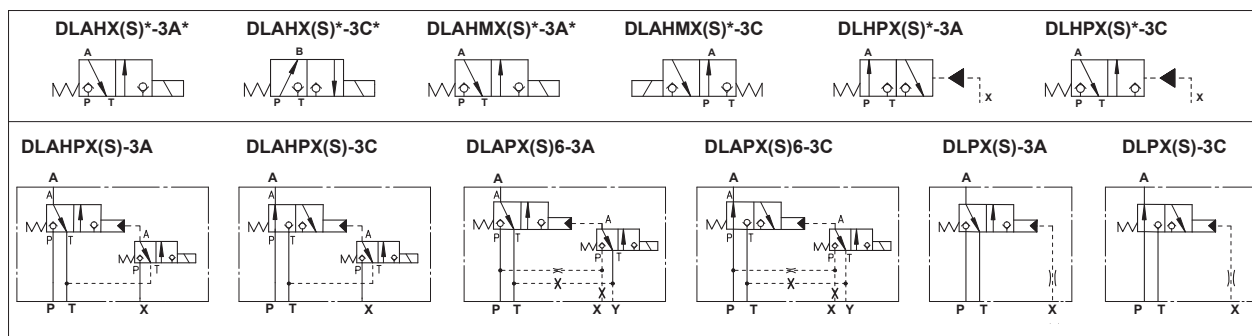 DLAHX(S)*-3A* DLAHX(S)*-3C* DLAHMX(S)*-3A* DLAHMX(S)*-3C DLHPX(S)*-3A DLHPX(S)*-3C
A B A A A A
P T P T P T P T P T X P T X
DLAHPX(S)-3A DLAHPX(S)-3C DLAPX(S)6-3A DLAPX(S)6-3C DLPX(S)-3A DLPX(S)-3C
A A A A A A
A A A A
P T A P T A P T A P T A P T P T
P T P T P T P T
P T X P T X P T X Y P T X Y P T X P T X